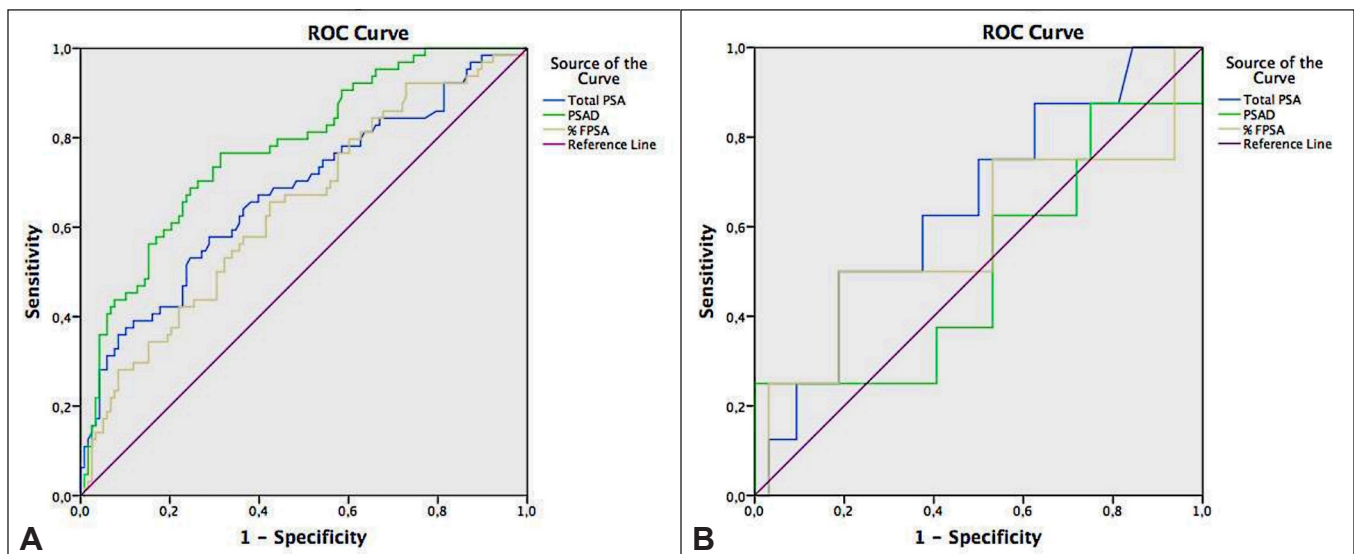 ROC Curve
Source of the
Curve
Total PSA
PSAD
% FPSA
Reference Line
1,0
0,8
0,6
0,4
0,2
0,0
Sensitivity
0,0 0,2 0,4 0,6 0,8 1,0
1 - Specificity
A
ROC Curve
Source of the
Curve
Total PSA
PSAD
% FPSA
Reference Line
1,0
0,8
0,6
0,4
0,2
0,0
Sensitivity
0,0 0,2 0,4 0,6 0,8 1,0
1 - Specificity
B